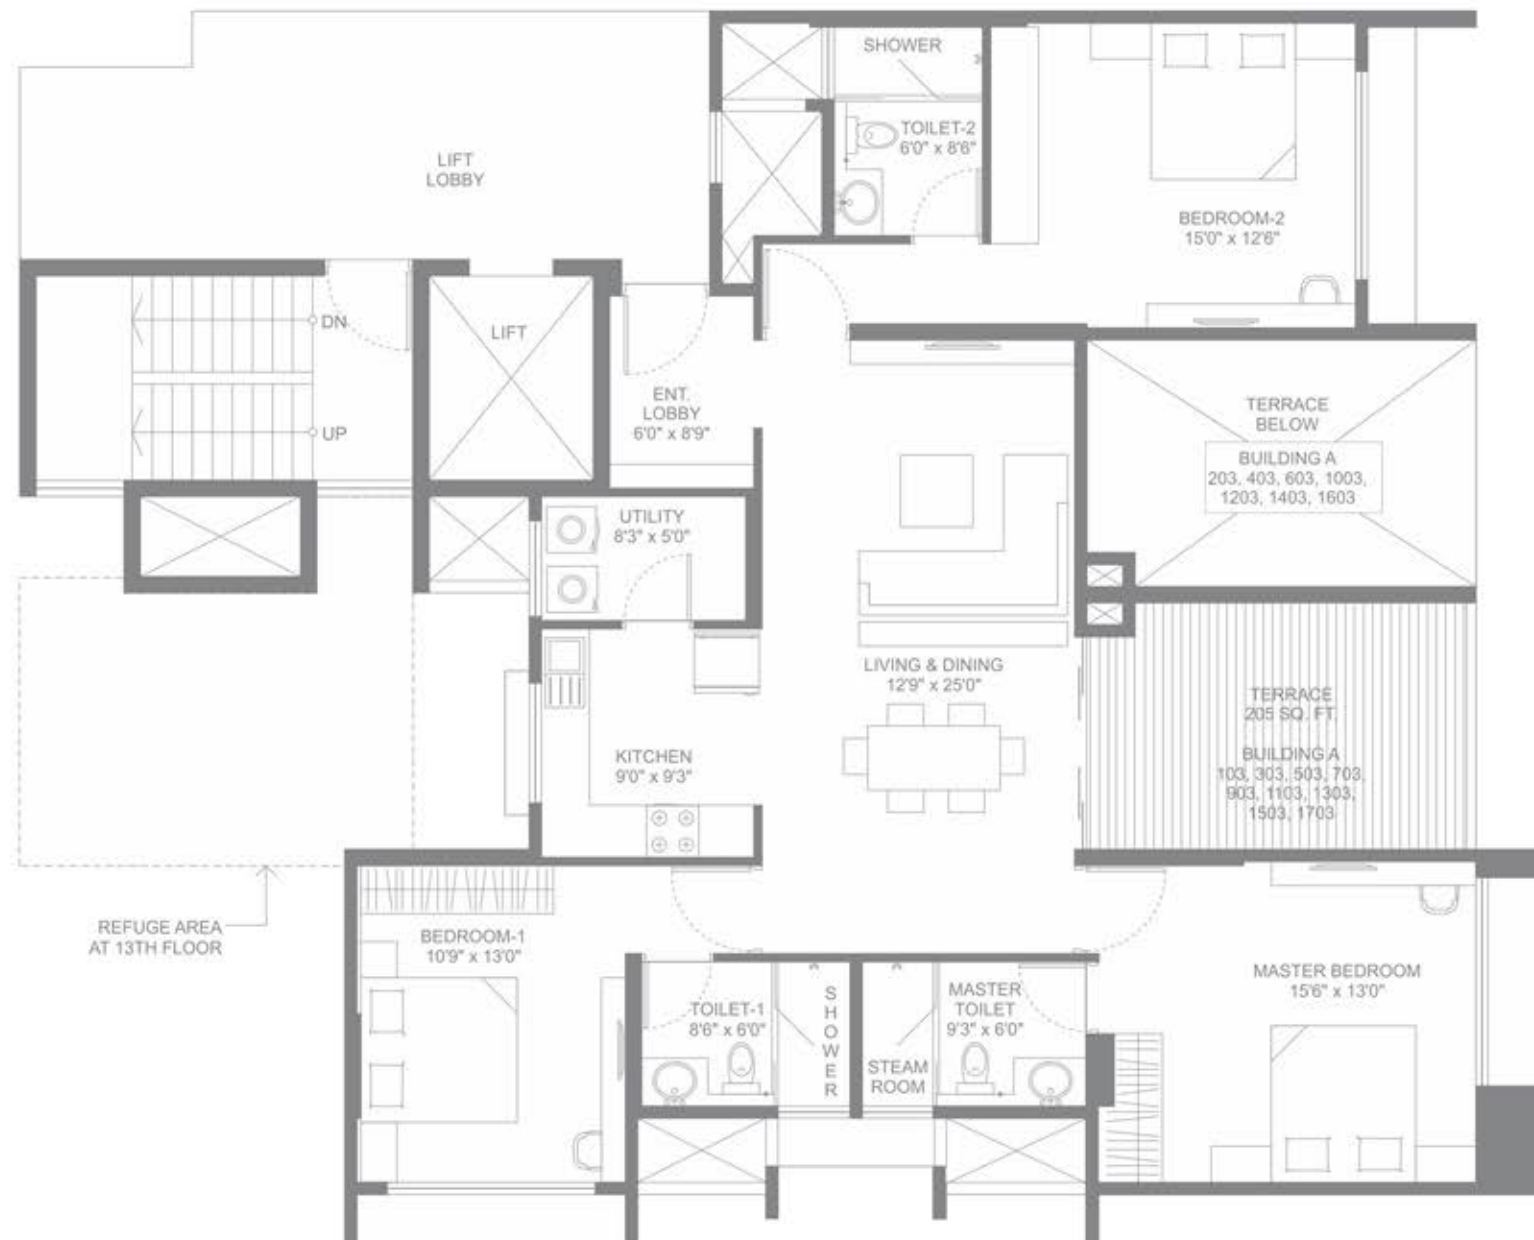 SHOWER
TOILET-2
6'0" x 8'6"
LIFT
LOBBY
BEDROOM-2
15'0" x 12'6"
DN
LIFT
UP
ENT.
LOBBY
6'0" x 8'9"
TERRACE
BELOW
BUILDING A
203, 403, 603, 1003,
1203, 1403, 1603
UTILITY
8'3" x 5'0"
LIVING & DINING
12'9" x 25'0"
TERRACE
205 SQ. FT.
BUILDING A
103, 303, 503, 703,
903, 1103, 1303,
1503, 1703
KITCHEN
9'0" x 9'3"
REFUGE AREA
AT 13TH FLOOR
BEDROOM-1
10'9" x 13'0"
TOILET-1
8'6" x 6'0"
SHOWER
MASTER
TOILET
9'3" x 6'0"
STEAM
ROOM
MASTER BEDROOM
15'6" x 13'0"